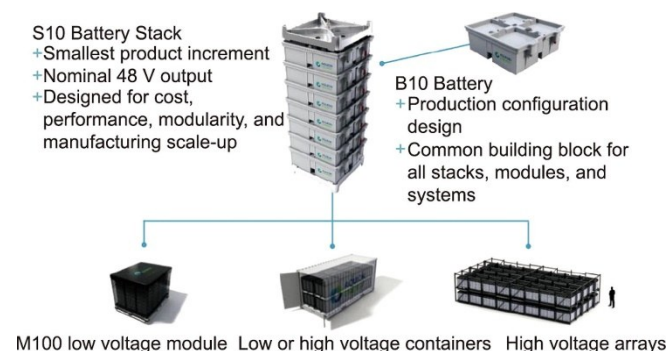 S10 Battery Stack
+Smallest product increment
+Nominal 48 V output
+Designed for cost,
performance, modularity, and
manufacturing scale-up
B10 Battery
+Production configuration
design
+Common building block for
all stacks, modules, and
systems
M100 low voltage module
Low or high voltage containers
High voltage arrays